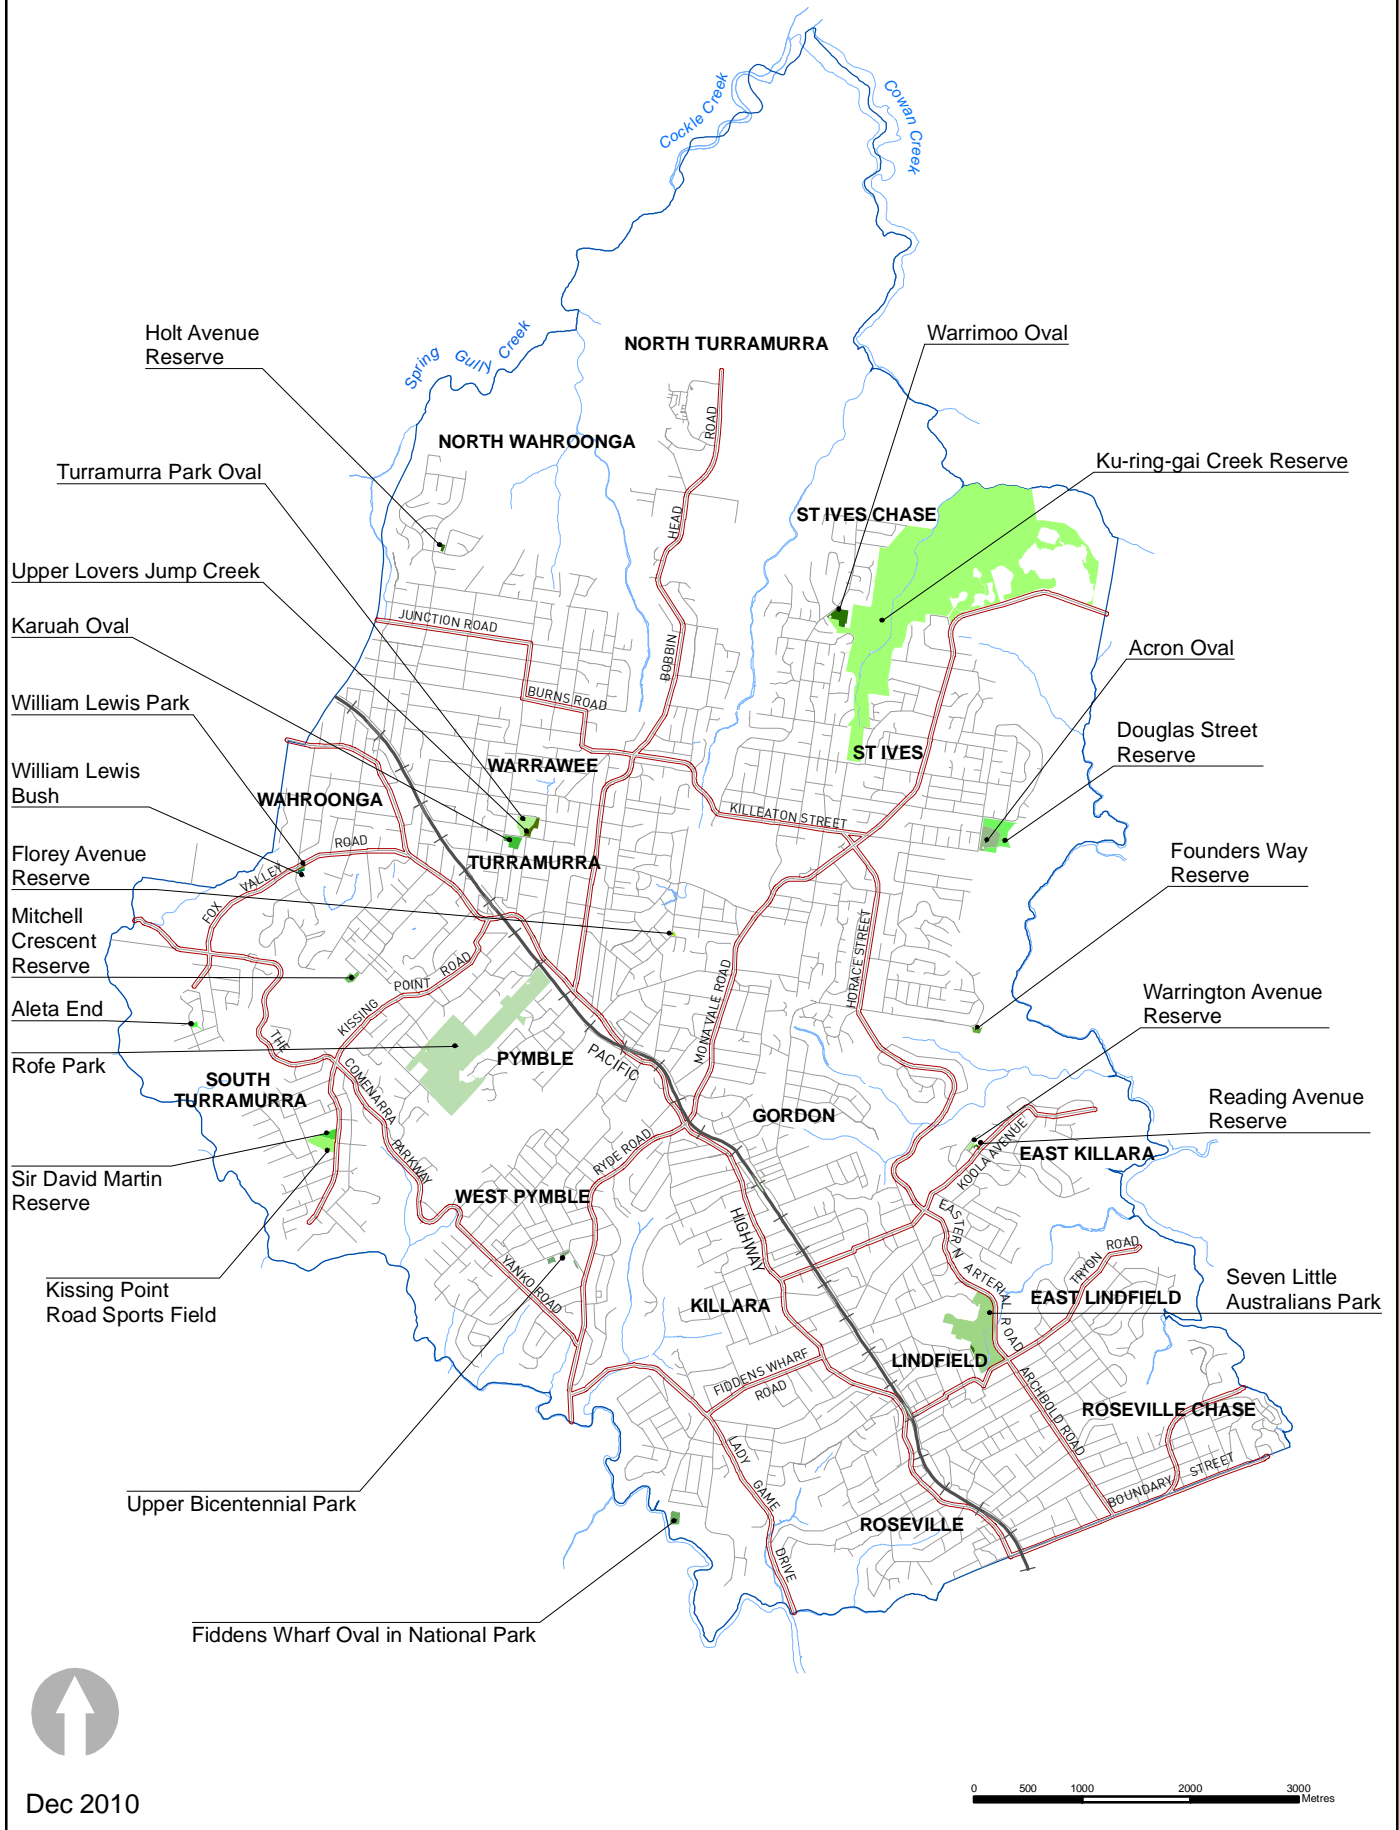 Cockle Creek
Cowan Creek
Holt Avenue
Reserve
Spring Gully Creek
NORTH TURRAMURRA
Warrimoo Oval
NORTH WAHROONGA
ROAD
Turramurra Park Oval
Ku-ring-gai Creek Reserve
ST IVES CHASE
HEAD
Upper Lovers Jump Creek
JUNCTION ROAD
Karuah Oval
BOBBIN
Acron Oval
William Lewis Park
BURNS ROAD
Douglas Street
Reserve
ST IVES
WARRAWEE
William Lewis
Bush
WAHROONGA
KILLEATON STREET
ROAD
Florey Avenue
Reserve
TURRAMURRA
Founders Way
Reserve
VALLEY
FOX
Mitchell
Crescent
Reserve
HORACE STREET
ROAD
POINT
KISSING
MONA VALE ROAD
Warrington Avenue
Reserve
Aleta End
THE
Rofe Park
PYMBLE
PACIFIC
COMENARRA
PARKWAY
SOUTH
TURRAMURRA
GORDON
Reading Avenue
Reserve
KOOLA AVENUE
EAST KILLARA
RYDE ROAD
Sir David Martin
Reserve
WEST PYMBLE
HIGHWAY
EASTERN
ARTERIAL
ROAD
TRYON
ROAD
YANKO ROAD
Kissing Point
Road Sports Field
KILLARA
EAST LINDFIELD
Seven Little
Australians Park
LINDFIELD
FIDDENS WHARF
ROAD
ARCHBOLD ROAD
ROSEVILLE CHASE
LADY
GAME
DRIVE
BOUNDARY
STREET
Upper Bicentennial Park
ROSEVILLE
Fiddens Wharf Oval in National Park
Dec 2010
0 500 1000 2000 3000
Metres